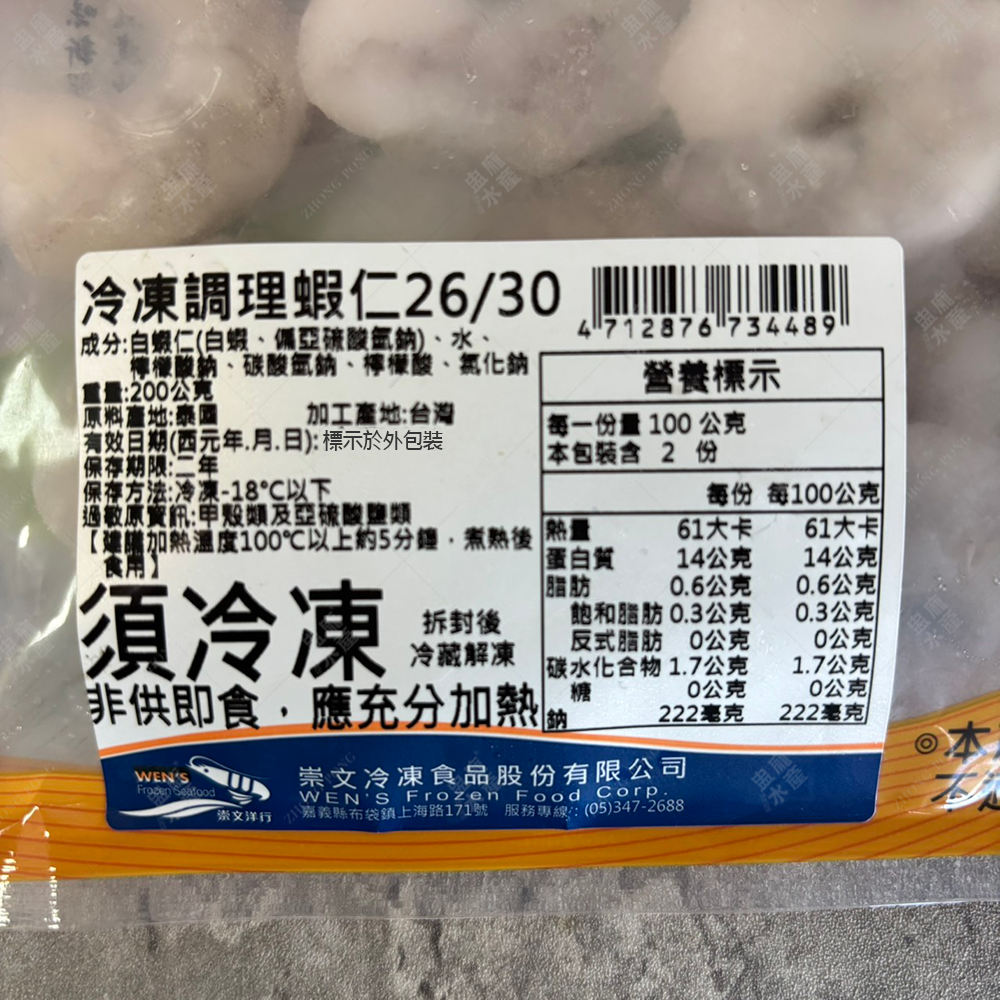 冷凍調理蝦仁26/30
4 712876 734489
成分:白蝦仁(白蝦、偏亞硫酸氫鈉)、水、
檸檬酸鈉、碳酸氫鈉、檸檬酸、氯化鈉
重量:200公克
原料產地:泰國 加工產地:台灣
有效日期(西元年.月.日):標示於外包裝
保存期限:二年
保存方法:冷凍-18°C以下
過敏原資訊:甲殼類及亞硫酸鹽類
【建議加熱溫度100℃以上約5分鐘,煮熟後
食用】
須冷凍
拆封後
冷藏解凍
非供即食,應充分加熱
營養標示
每一份量 100 公克
本包裝含 2 份
每份 每100公克
熱量 61大卡 61大卡
蛋白質 14公克 14公克
脂肪 0.6公克 0.6公克
飽和脂肪 0.3公克 0.3公克
反式脂肪 0公克 0公克
碳水化合物 1.7公克 1.7公克
糖 0公克 0公克
鈉 222毫克 222毫克
WEN'S
Frozen Seafood
崇文洋行
崇文冷凍食品股份有限公司
WEN'S Frozen Food Corp.
嘉義縣布袋鎮上海路171號 服務專線:(05)347-2688
◎本
不
ZHONG PONG